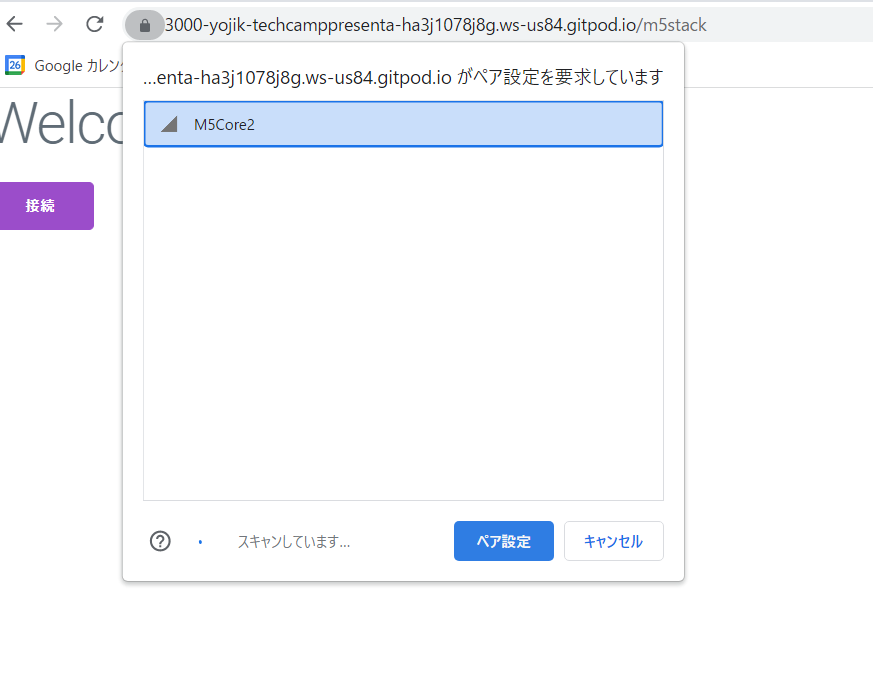 3000-yojik-techcamppresenta-ha3j1078j8g.ws-us84.gitpod.io/m5stack
26 Google カレン
...enta-ha3j1078j8g.ws-us84.gitpod.io がペア設定を要求しています
M5Core2
Welco
接続
スキャンしています...
ペア設定 キャンセル